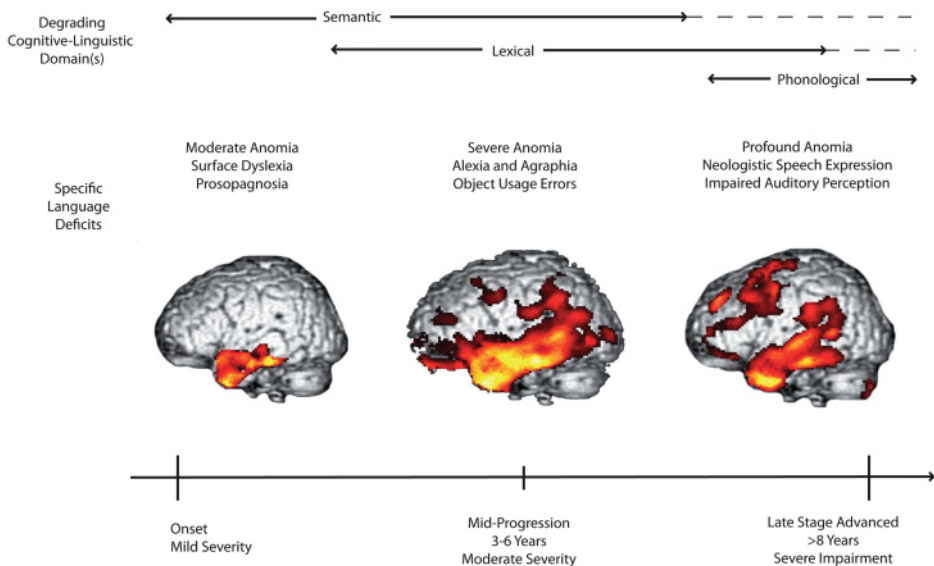 Degrading
Cognitive-Linguistic
Domain(s)
Semantic
Lexical
Phonological
Specific
Language
Deficits
Moderate Anomia
Surface Dyslexia
Prosopagnosia
Severe Anomia
Alexia and Agraphia
Object Usage Errors
Profound Anomia
Neologistic Speech Expression
Impaired Auditory Perception
Onset
Mild Severity
Mid-Progression
3-6 Years
Moderate Severity
Late Stage Advanced
>8 Years
Severe Impairment